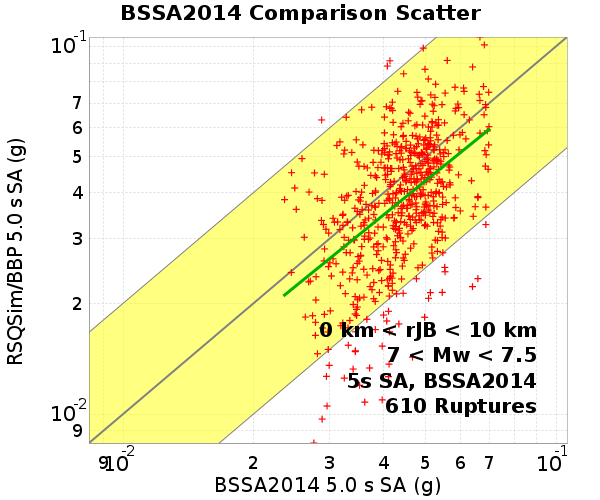 BSSA2014 Comparison Scatter
RSQSim/BBP 5.0 s SA (g)
10⁻¹
7
6
5
4
3
2
10⁻²
9
0 km < rJB < 10 km
7 < Mw < 7.5
5s SA, BSSA2014
610 Ruptures
9 10⁻² 2 3 4 5 6 7 10⁻¹
BSSA2014 5.0 s SA (g)